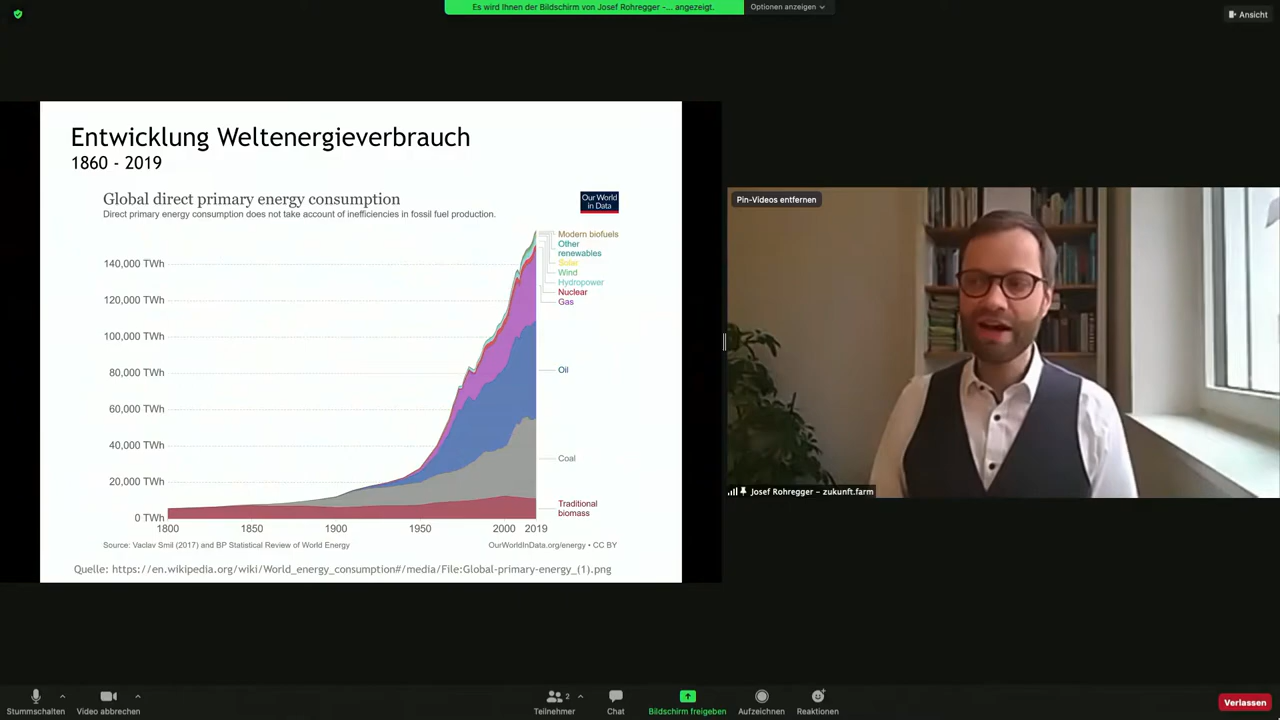 Es wird Ihnen der Bildschirm von Josef Rohregger -... angezeigt.
Optionen anzeigen
Ansicht
Entwicklung Weltenergieverbrauch
1860 - 2019
Global direct primary energy consumption
Direct primary energy consumption does not take account of inefficiencies in fossil fuel production.
Our World
in Data
140,000 TWh
120,000 TWh
100,000 TWh
80,000 TWh
60,000 TWh
40,000 TWh
20,000 TWh
0 TWh
1800
1850
1900
1950
2000
2019
Modern biofuels
Other
renewables
Solar
Wind
Hydropower
Nuclear
Gas
Oil
Coal
Traditional
biomass
Source: Vaclav Smil (2017) and BP Statistical Review of World Energy
OurWorldInData.org/energy • CC BY
Quelle: https://en.wikipedia.org/wiki/World_energy_consumption#/media/File:Global-primary-energy_(1).png
Pin-Videos entfernen
Josef Rohregger – zukunft.farm
Stummschalten
Video abbrechen
2
Teilnehmer
Chat
Bildschirm freigeben
Aufzeichnen
Reaktionen
Verlassen